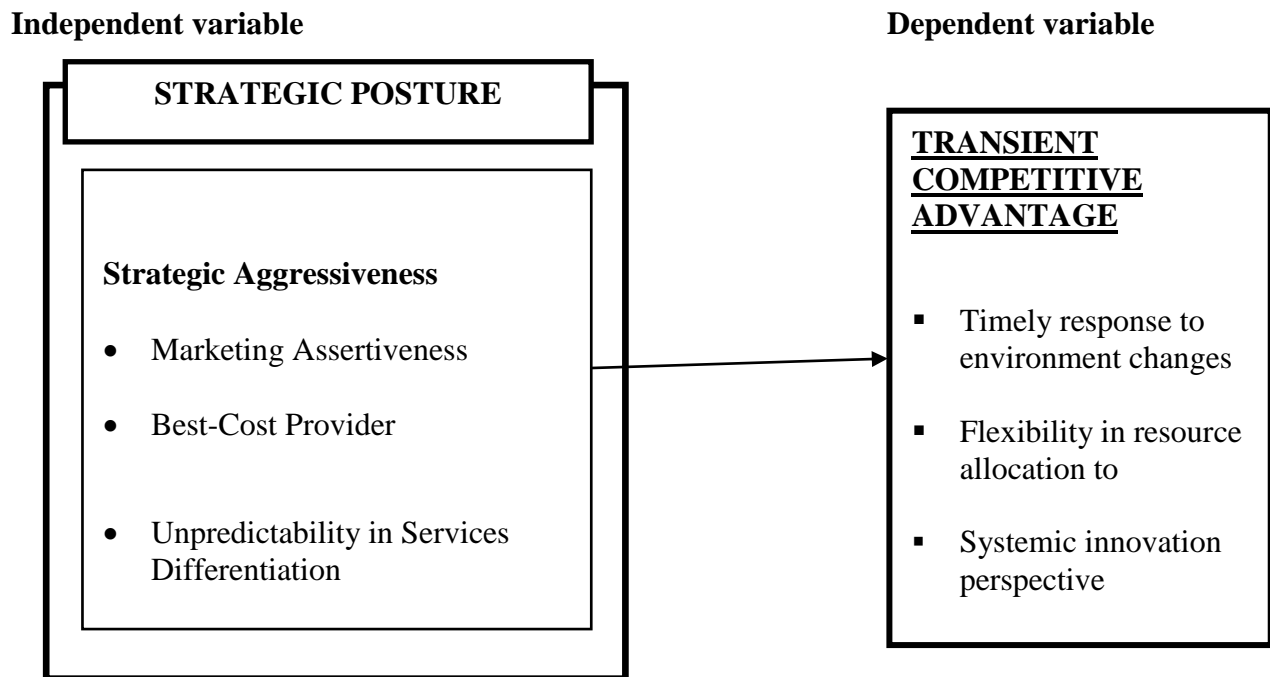 Independent variable
Dependent variable
STRATEGIC POSTURE
Strategic Aggressiveness
• Marketing Assertiveness
• Best-Cost Provider
• Unpredictability in Services
Differentiation
TRANSIENT
COMPETITIVE
ADVANTAGE
▪ Timely response to
environment changes
▪ Flexibility in resource
allocation to
▪ Systemic innovation
perspective